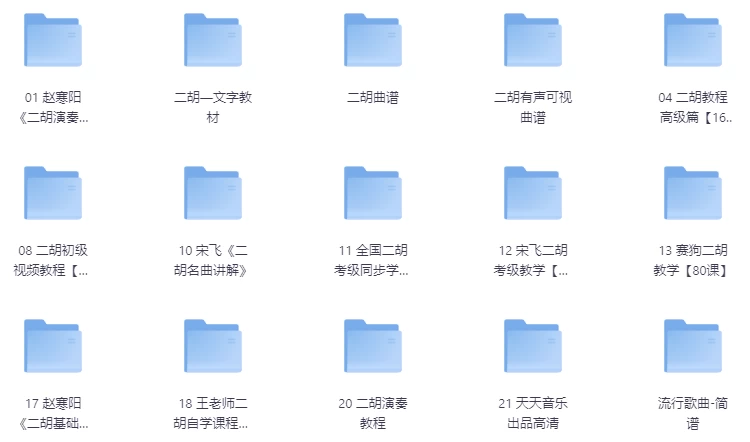 01 赵寒阳
《二胡演奏...
二胡—文字教
材
二胡曲谱
二胡有声可视
曲谱
04 二胡教程
高级篇【16..
08 二胡初级
视频教程【...
10 宋飞《二
胡名曲讲解》
11 全国二胡
考级同步学...
12 宋飞二胡
考级教学【...
13 赛狗二胡
教学【80课】
17 赵寒阳
《二胡基础...
18 王老师二
胡自学课程...
20 二胡演奏
教程
21 天天音乐
出品高清
流行歌曲-简
谱